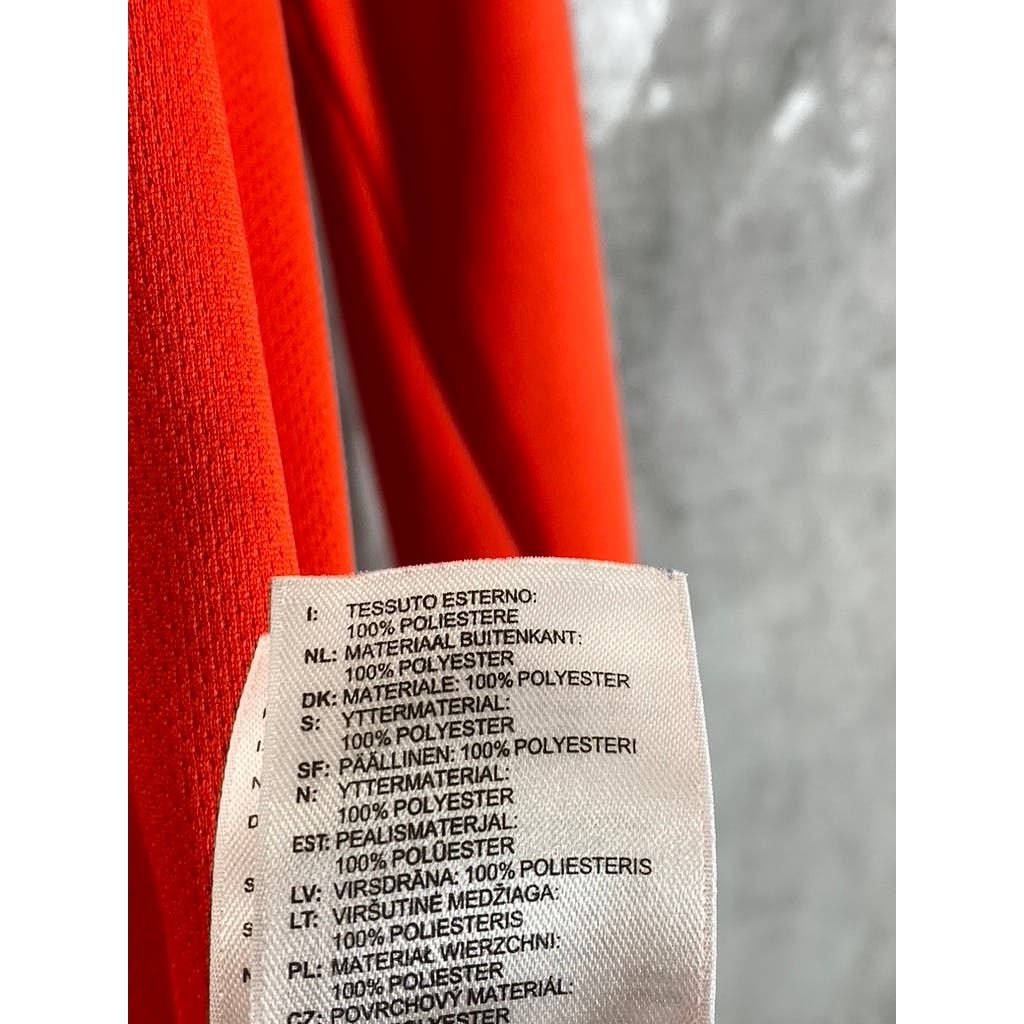 I: TESSUTO ESTERNO:
100% POLIESTERE
NL: MATERIAAL BUITENKANT:
100% POLYESTER
DK: MATERIALE: 100% POLYESTER
S: YTTERMATERIAL:
100% POLYESTER
SF: PÄÄLLINEN: 100% POLYESTERI
N: YTTERMATERIAL:
100% POLYESTER
EST: PEALISMATERJAL:
100% POLÜESTER
LV: VIRSDRĀNA: 100% POLIESTERIS
LT: VIRŠUTINĖ MEDŽIAGA:
100% POLIESTERIS
PL: MATERIAŁ WIERZCHNI:
100% POLYESTER
CZ: POVRCHOVÝ MATERIÁL:
POLYESTER